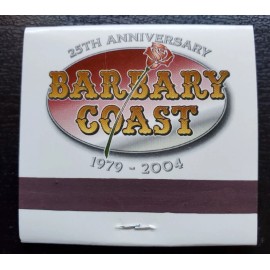 25TH ANNIVERSARY
BARBARY
COAST
1979 - 2004